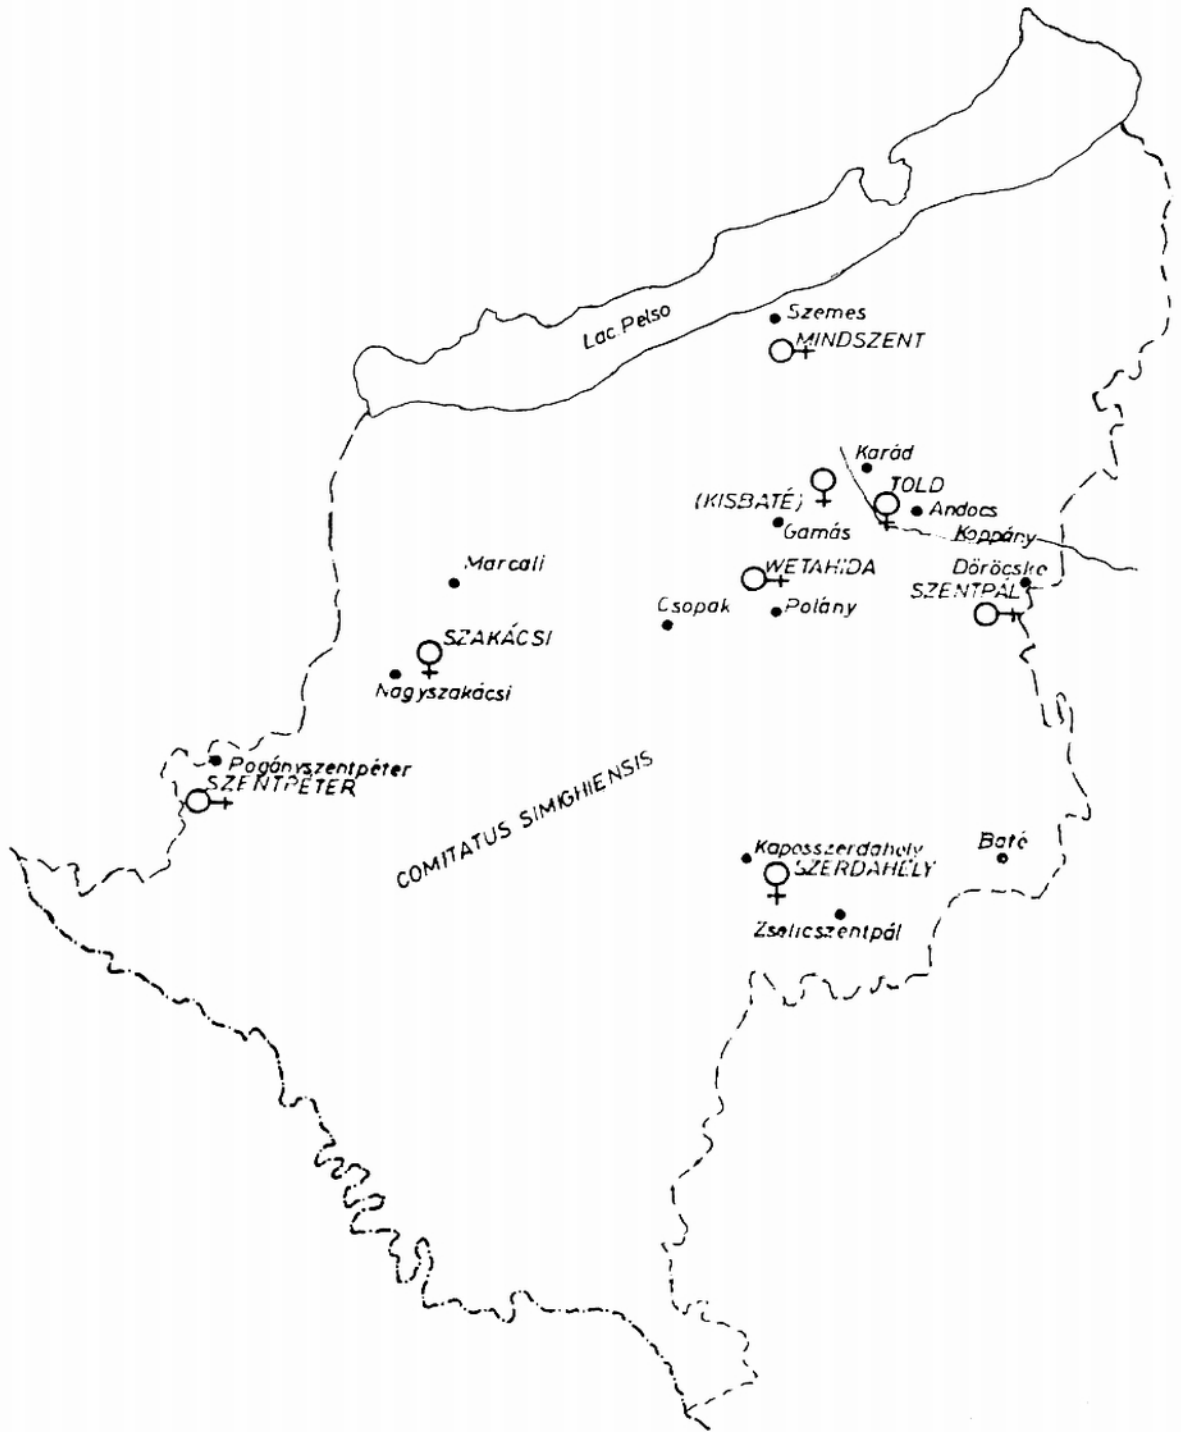 Szemes
Lac. Pelso
MINDSZENT
Karád
TOLD
(KISBATÉ)
Andocs
Gamás
Koppány
Marcali
WETAHIDA
Döröcske
SZENTPÁL
Csopak
Polány
SZAKÁCSI
Nagyszakácsi
Pogányszentpéter
SZENTPÉTER
COMITATUS SIMIGHIENSIS
Baté
Kaposszerdahely
SZERDAHELY
Zselicszentpál